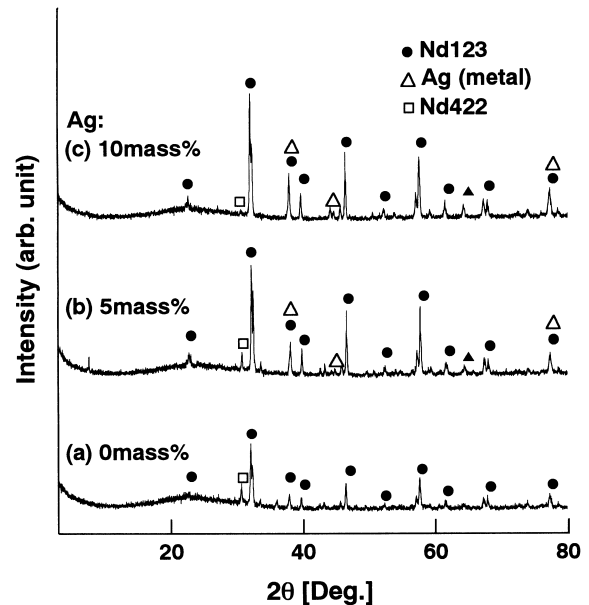 ● Nd123
△ Ag (metal)
□ Nd422
Ag:
(c) 10mass%
(b) 5mass%
(a) 0mass%
Intensity (arb. unit)
20 40 60 80
2θ [Deg.]